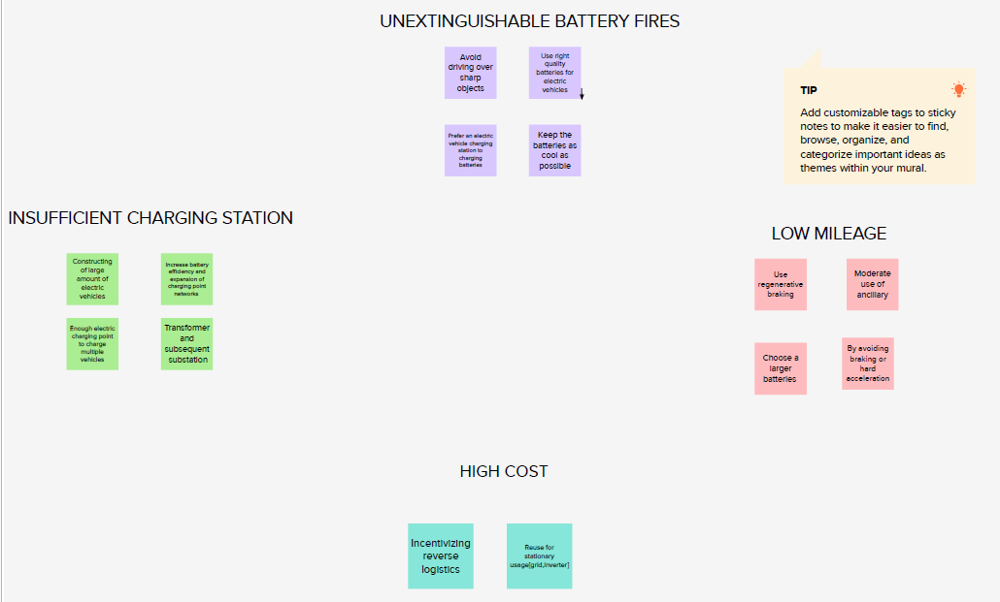 UNEXTINGUISHABLE BATTERY FIRES
Avoid
driving over
sharp
objects
Use right
quality
batteries for
electric
vehicles
Prefer an electric
vehicle charging
station to
charging
batteries
Keep the
batteries as
cool as
possible
TIP
Add customizable tags to sticky
notes to make it easier to find,
browse, organize, and
categorize important ideas as
themes within your mural.
INSUFFICIENT CHARGING STATION
Constructing
of large
amount of
electric
vehicles
Increase battery
efficiency and
expansion of
charging point
networks
Enough electric
charging point
to charge
multiple
vehicles
Transformer
and
subsequent
substation
LOW MILEAGE
Use
regenerative
braking
Moderate
use of
ancillary
Choose a
larger
batteries
By avoiding
braking or
hard
acceleration
HIGH COST
Incentivizing
reverse
logistics
Reuse for
stationary
usage[grid,inverter]